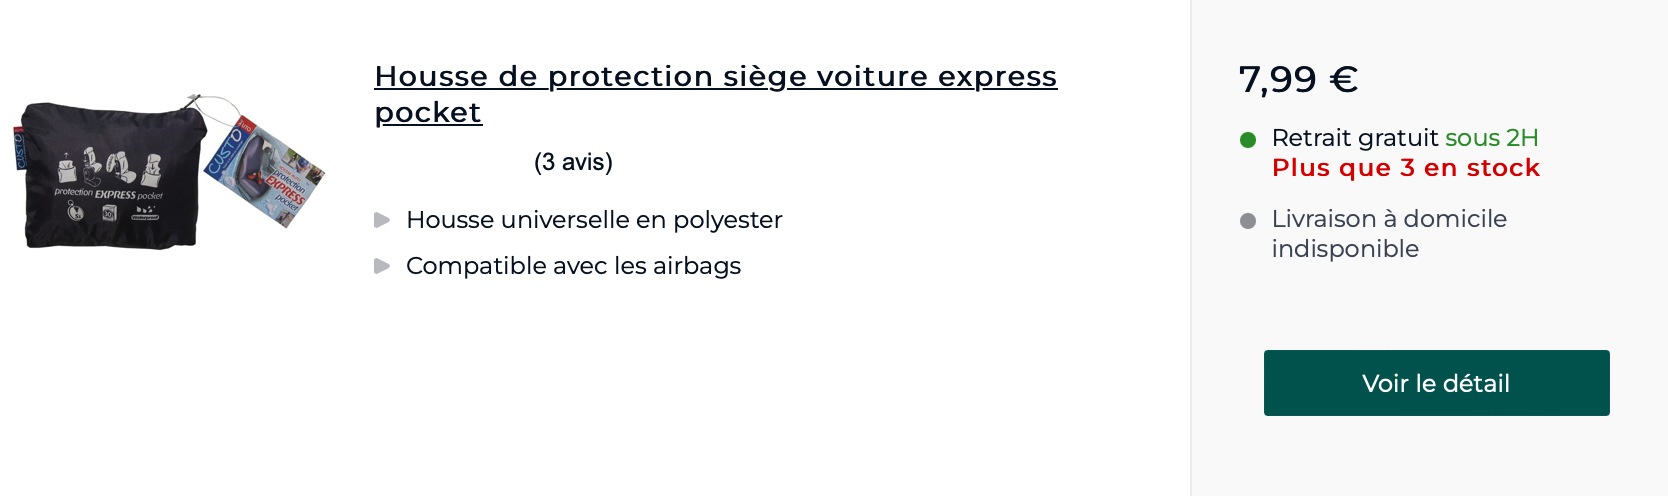 Housse de protection siège voiture express
pocket
(3 avis)
Housse universelle en polyester
Compatible avec les airbags
CUSTO
protection EXPRESS pocket
30°
CUSTO
protection
EXPRESS
pocket
7,99 €
Retrait gratuit sous 2H
Plus que 3 en stock
Livraison à domicile
indisponible
Voir le détail